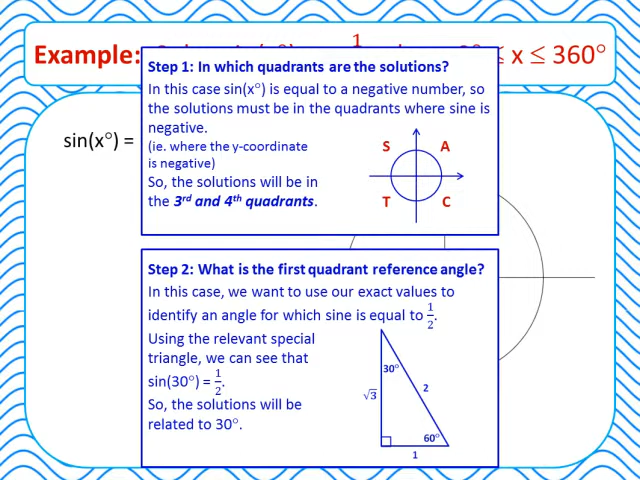 Example:
1
≤ x ≤ 360°
sin(x°) =
Step 1: In which quadrants are the solutions?
In this case sin(x°) is equal to a negative number, so
the solutions must be in the quadrants where sine is
negative.
(ie. where the y-coordinate
is negative)
So, the solutions will be in
the 3rd and 4th quadrants.
S A
T C
Step 2: What is the first quadrant reference angle?
In this case, we want to use our exact values to
identify an angle for which sine is equal to 1/2.
Using the relevant special
triangle, we can see that
sin(30°) = 1/2.
So, the solutions will be
related to 30°.
30°
√3 2
60°
1